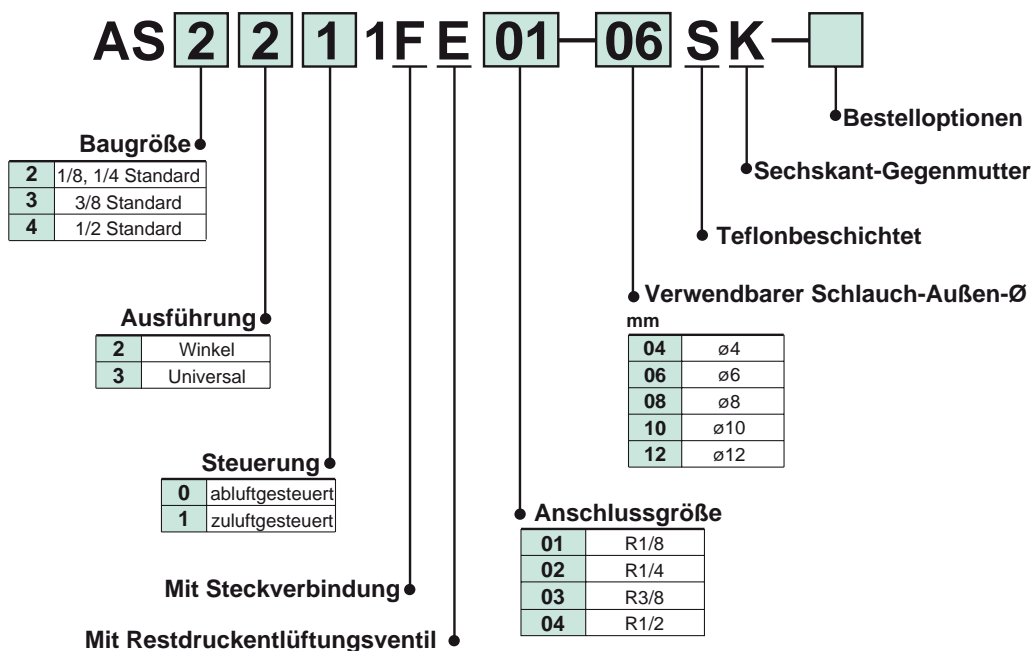 AS 2 2 1 1 F E 01 — 06 S K —
Bestelloptionen
Baugröße
2 1/8, 1/4 Standard
3 3/8 Standard
4 1/2 Standard
Sechskant-Gegenmutter
Teflonbeschichtet
Verwendbarer Schlauch-Außen-Ø
mm
04 ø4
06 ø6
08 ø8
10 ø10
12 ø12
Ausführung
2 Winkel
3 Universal
Steuerung
0 abluftgesteuert
1 zuluftgesteuert
Anschlussgröße
01 R1/8
02 R1/4
03 R3/8
04 R1/2
Mit Steckverbindung
Mit Restdruckentlüftungsventil